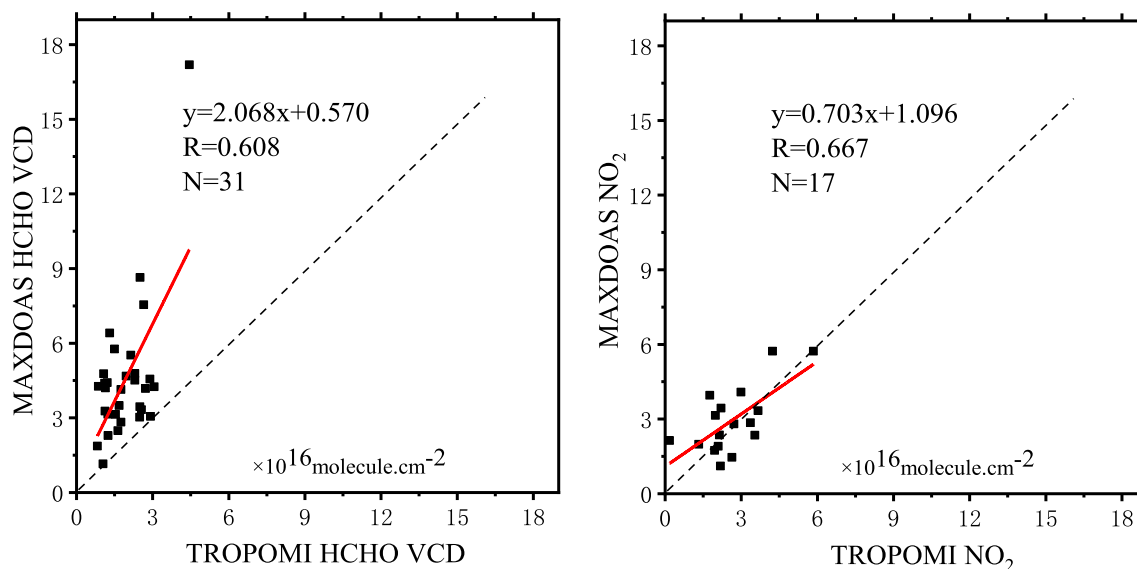 MAXDOAS HCHO VCD
18
15
12
9
6
3
0
y=2.068x+0.570
R=0.608
N=31
×10^16 molecule.cm^-2
0 3 6 9 12 15 18
TROPOMI HCHO VCD
MAXDOAS NO₂
18
15
12
9
6
3
0
y=0.703x+1.096
R=0.667
N=17
×10^16 molecule.cm^-2
0 3 6 9 12 15 18
TROPOMI NO₂